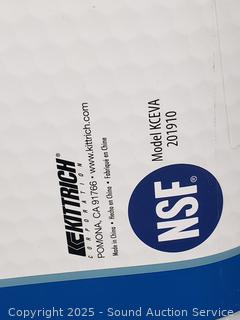 KITTRICH®
CORPORATION
POMONA, CA 91766 • www.kittrich.com
Made in China • Hecho en China • Fabriqué en Chine
NSF®
Model KCEVA
201910
Copyright 2025 - Sound Auction Service